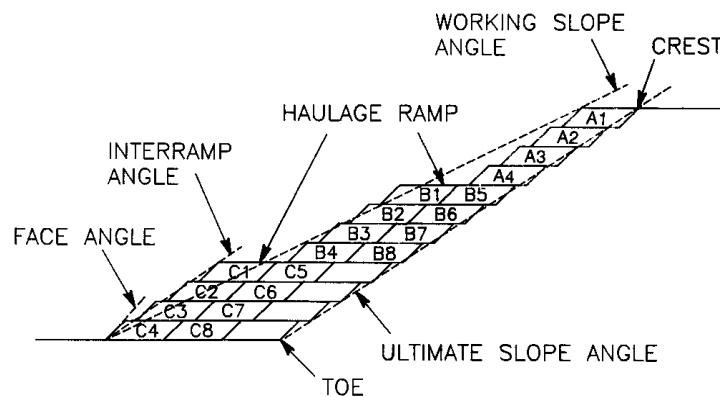 WORKING SLOPE
ANGLE
CREST
HAULAGE RAMP
A1
A2
INTERRAMP
ANGLE
A3
A4
B1 B5
B2 B6
FACE ANGLE
B3 B7
B4 B8
C1 C5
C2 C6
C3 C7
C4 C8
ULTIMATE SLOPE ANGLE
TOE